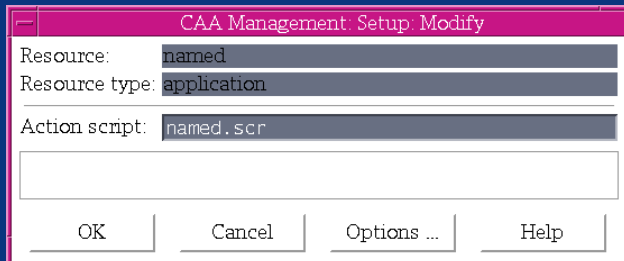 CAA Management: Setup: Modify
Resource: named
Resource type: application
Action script: named.scr
OK Cancel Options ... Help